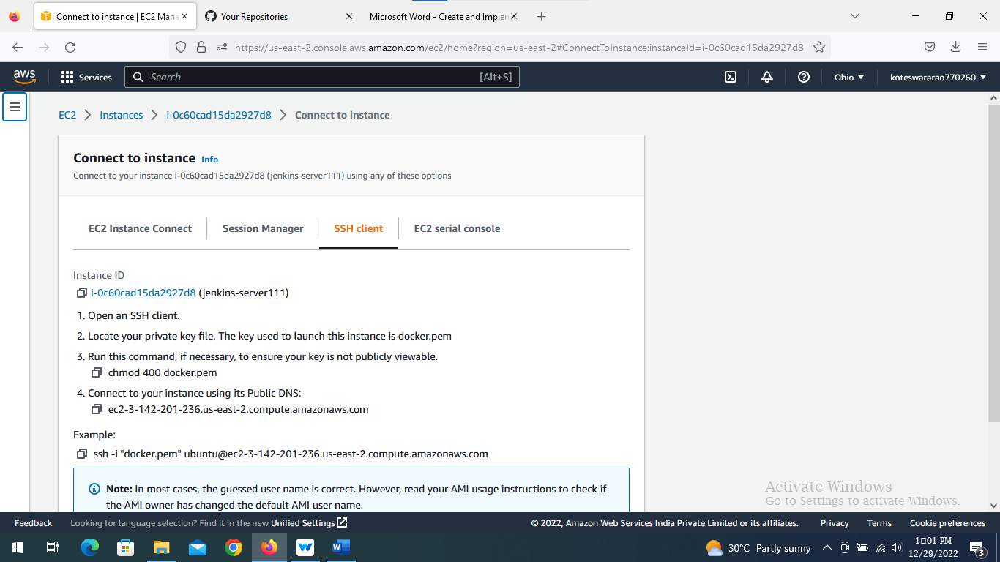 Connect to instance | EC2 Mana
Your Repositories
Microsoft Word - Create and Implen
https://us-east-2.console.aws.amazon.com/ec2/home?region=us-east-2#ConnectToInstance:instanceId=i-0c60cad15da2927d8
aws
Services
Search
[Alt+S]
Ohio
koteswararao770260
EC2
Instances
i-0c60cad15da2927d8
Connect to instance
Connect to instance Info
Connect to your instance i-0c60cad15da2927d8 (jenkins-server111) using any of these options
EC2 Instance Connect
Session Manager
SSH client
EC2 serial console
Instance ID
i-0c60cad15da2927d8 (jenkins-server111)
1. Open an SSH client.
2. Locate your private key file. The key used to launch this instance is docker.pem
3. Run this command, if necessary, to ensure your key is not publicly viewable.
chmod 400 docker.pem
4. Connect to your instance using its Public DNS:
ec2-3-142-201-236.us-east-2.compute.amazonaws.com
Example:
ssh -i "docker.pem" ubuntu@ec2-3-142-201-236.us-east-2.compute.amazonaws.com
Note: In most cases, the guessed user name is correct. However, read your AMI usage instructions to check if
the AMI owner has changed the default AMI user name.
Activate Windows
Go to Settings to activate Windows.
Feedback
Looking for language selection? Find it in the new Unified Settings
© 2022, Amazon Web Services India Private Limited or its affiliates.
Privacy
Terms
Cookie preferences
30°C Partly sunny
1□01 PM
12/29/2022
3